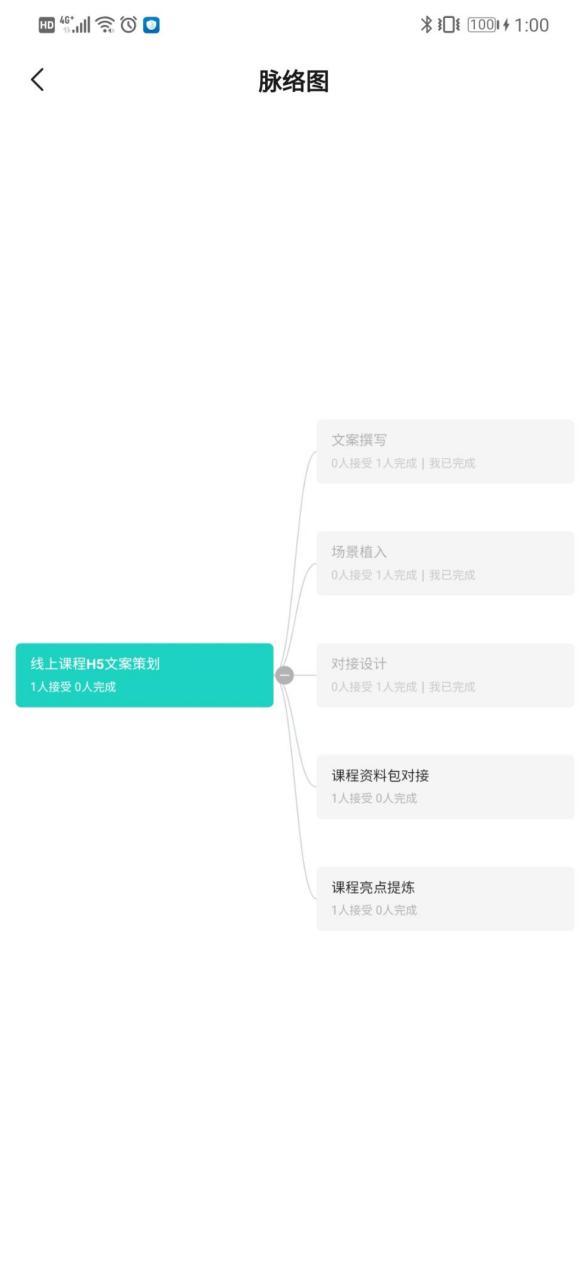 HD 4G+ 100 1:00
脉络图
文案撰写
0人接受 1人完成 | 我已完成
场景植入
0人接受 1人完成 | 我已完成
线上课程H5文案策划
1人接受 0人完成
对接设计
0人接受 1人完成 | 我已完成
课程资料包对接
1人接受 0人完成
课程亮点提炼
1人接受 0人完成